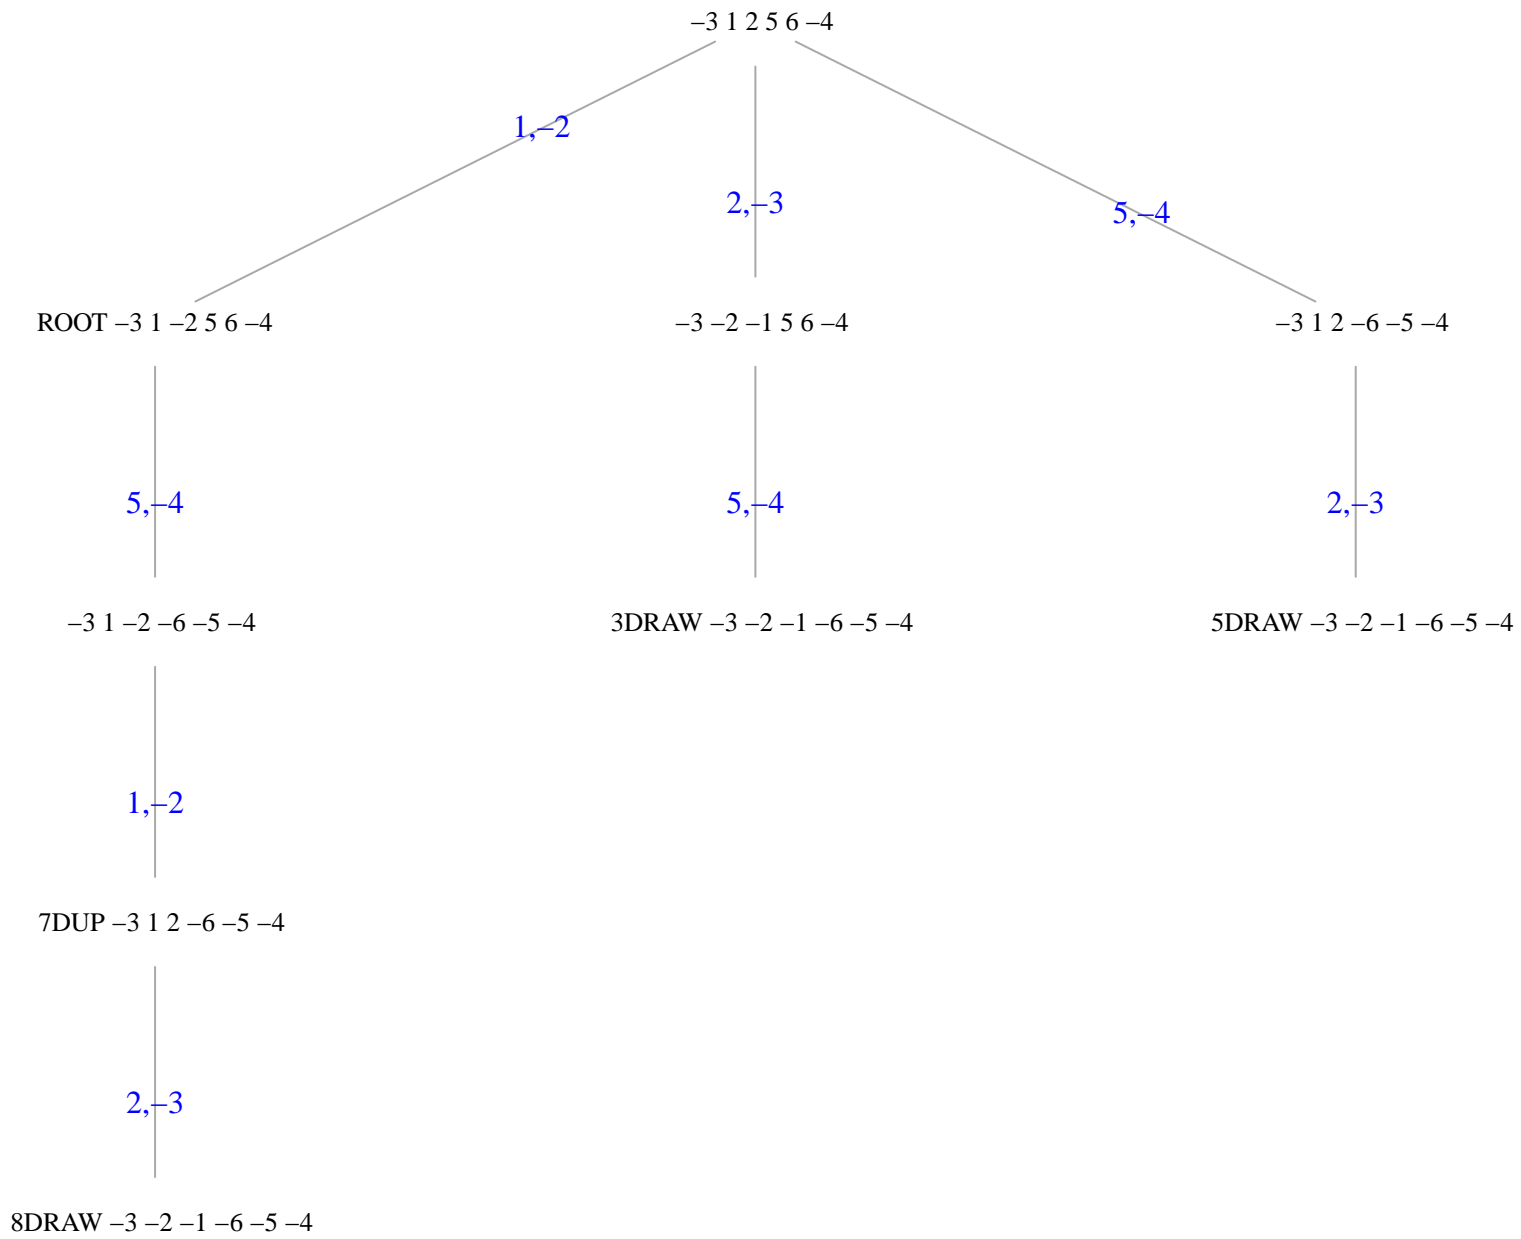 –3 1 2 5 6 –4
1,–2
2,–3
5,–4
ROOT –3 1 –2 5 6 –4
–3 –2 –1 5 6 –4
–3 1 2 –6 –5 –4
5,–4
5,–4
2,–3
–3 1 –2 –6 –5 –4
3DRAW –3 –2 –1 –6 –5 –4
5DRAW –3 –2 –1 –6 –5 –4
1,–2
7DUP –3 1 2 –6 –5 –4
2,–3
8DRAW –3 –2 –1 –6 –5 –4